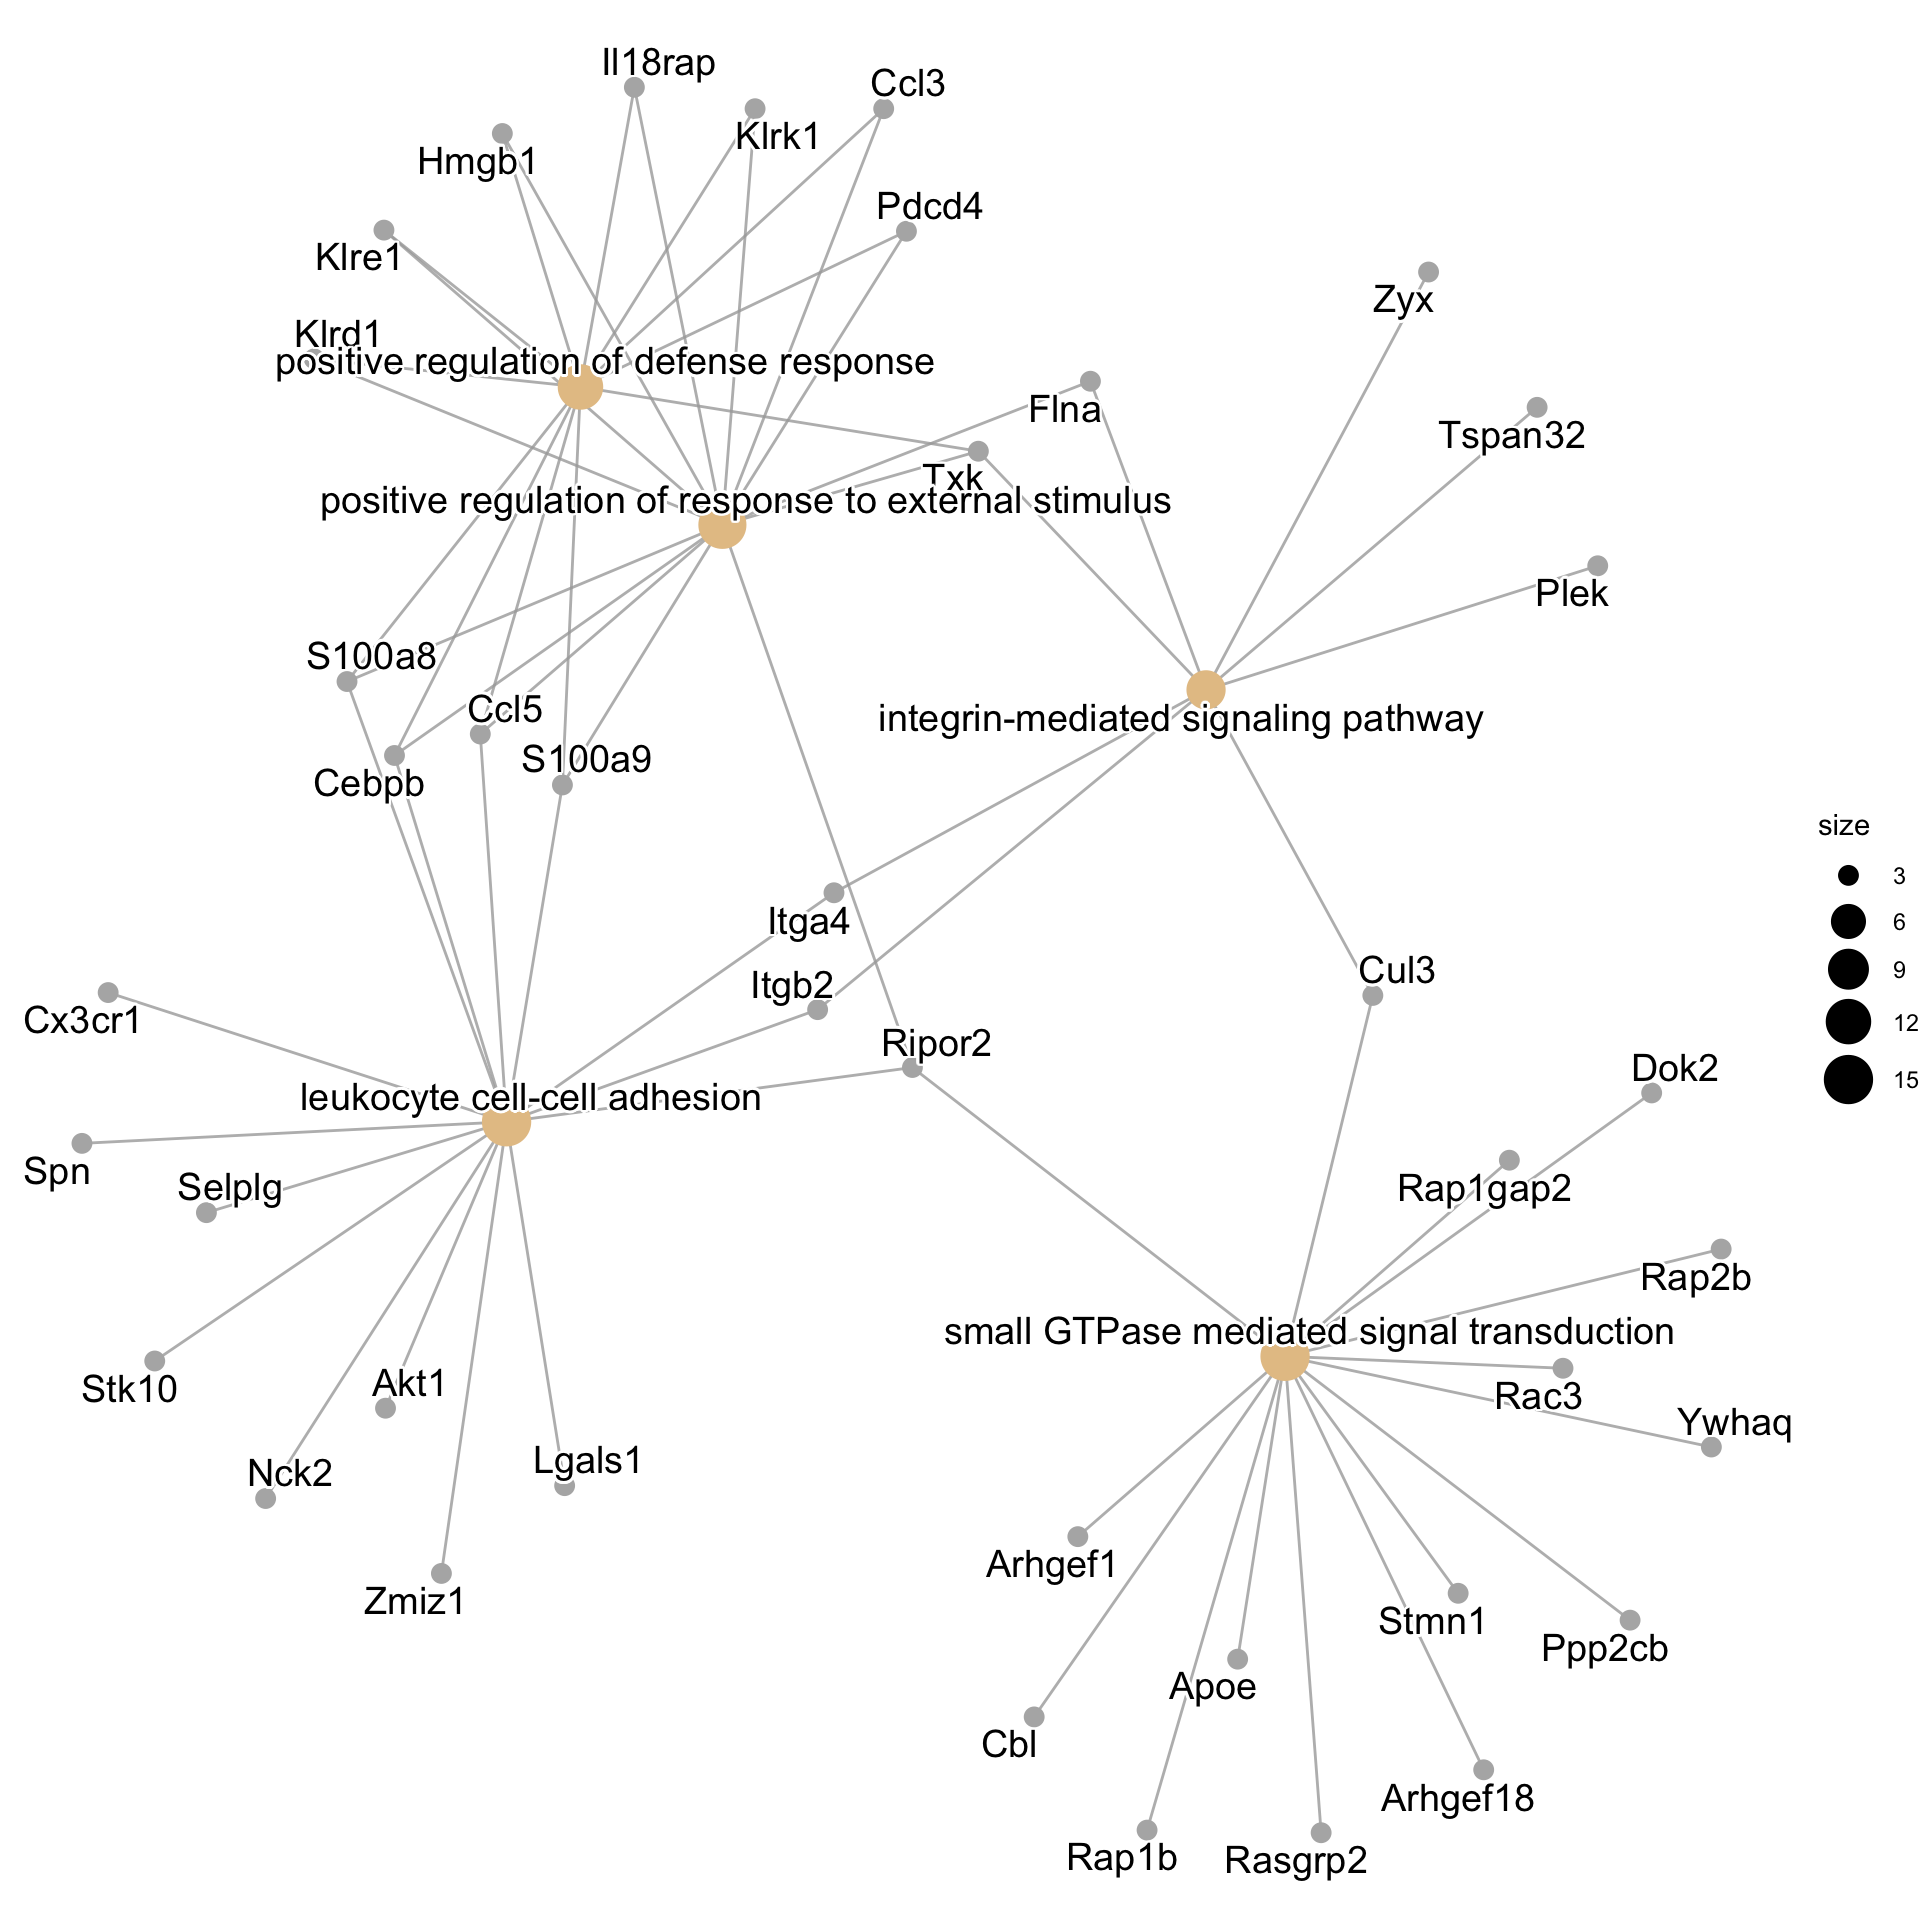 Il18rap
Ccl3
Klrk1
Hmgb1
Pdcd4
Klre1
Zyx
Klrd1
positive regulation of defense response
Flna
Tspan32
Txk
positive regulation of response to external stimulus
Plek
S100a8
Ccl5
integrin-mediated signaling pathway
S100a9
Cebpb
size
3
6
9
12
15
Itga4
Cul3
Itgb2
Cx3cr1
Ripor2
Dok2
leukocyte cell-cell adhesion
Spn
Selplg
Rap1gap2
Rap2b
small GTPase mediated signal transduction
Stk10
Akt1
Rac3
Ywhaq
Nck2
Lgals1
Arhgef1
Zmiz1
Stmn1
Ppp2cb
Apoe
Cbl
Arhgef18
Rap1b
Rasgrp2